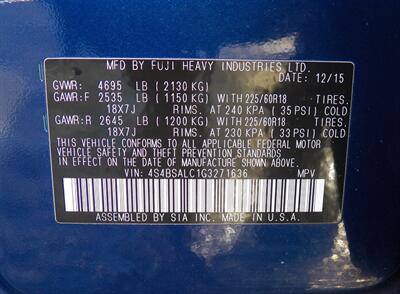 MFD BY FUJI HEAVY INDUSTRIES LTD.
DATE: 12/15
GVWR: 4695 LB (2130 KG)
GAWR:F 2535 LB (1150 KG) WITH 225/60R18 TIRES.
18X7J RIMS. AT 240 KPA (35 PSI) COLD
GAWR:R 2645 LB (1200 KG) WITH 225/60R18 TIRES.
18X7J RIMS. AT 230 KPA (33 PSI) COLD
THIS VEHICLE CONFORMS TO ALL APPLICABLE FEDERAL MOTOR
VEHICLE SAFETY AND THEFT PREVENTION STANDARDS IN EFFECT
ON THE DATE OF MANUFACTURE SHOWN ABOVE.
VIN: 4S4BSALC1G3271636 MPV
ASSEMBLED BY SIA INC. MADE IN U.S.A.